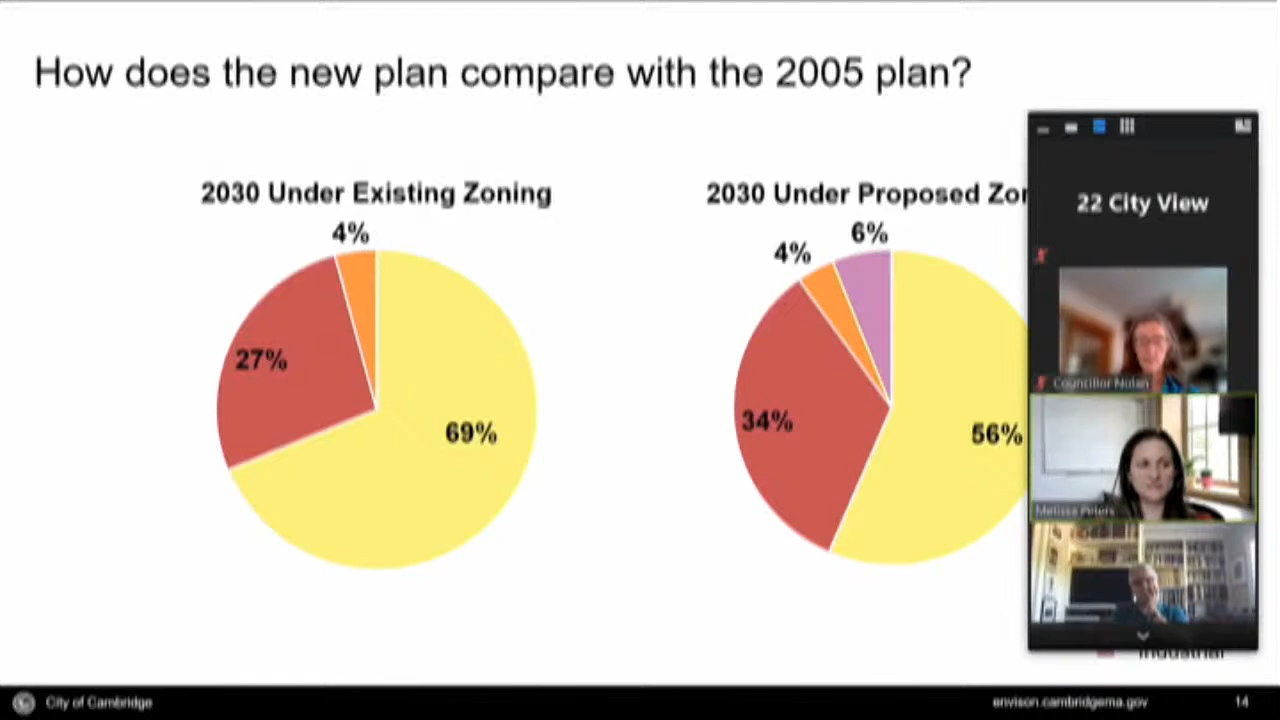 How does the new plan compare with the 2005 plan?
2030 Under Existing Zoning
4%
27%
69%
2030 Under Proposed Zon
4%
6%
34%
56%
22 City View
Councillor Nolan
Melissa Peters
Industrial
City of Cambridge
envison.cambridgema.gov
14